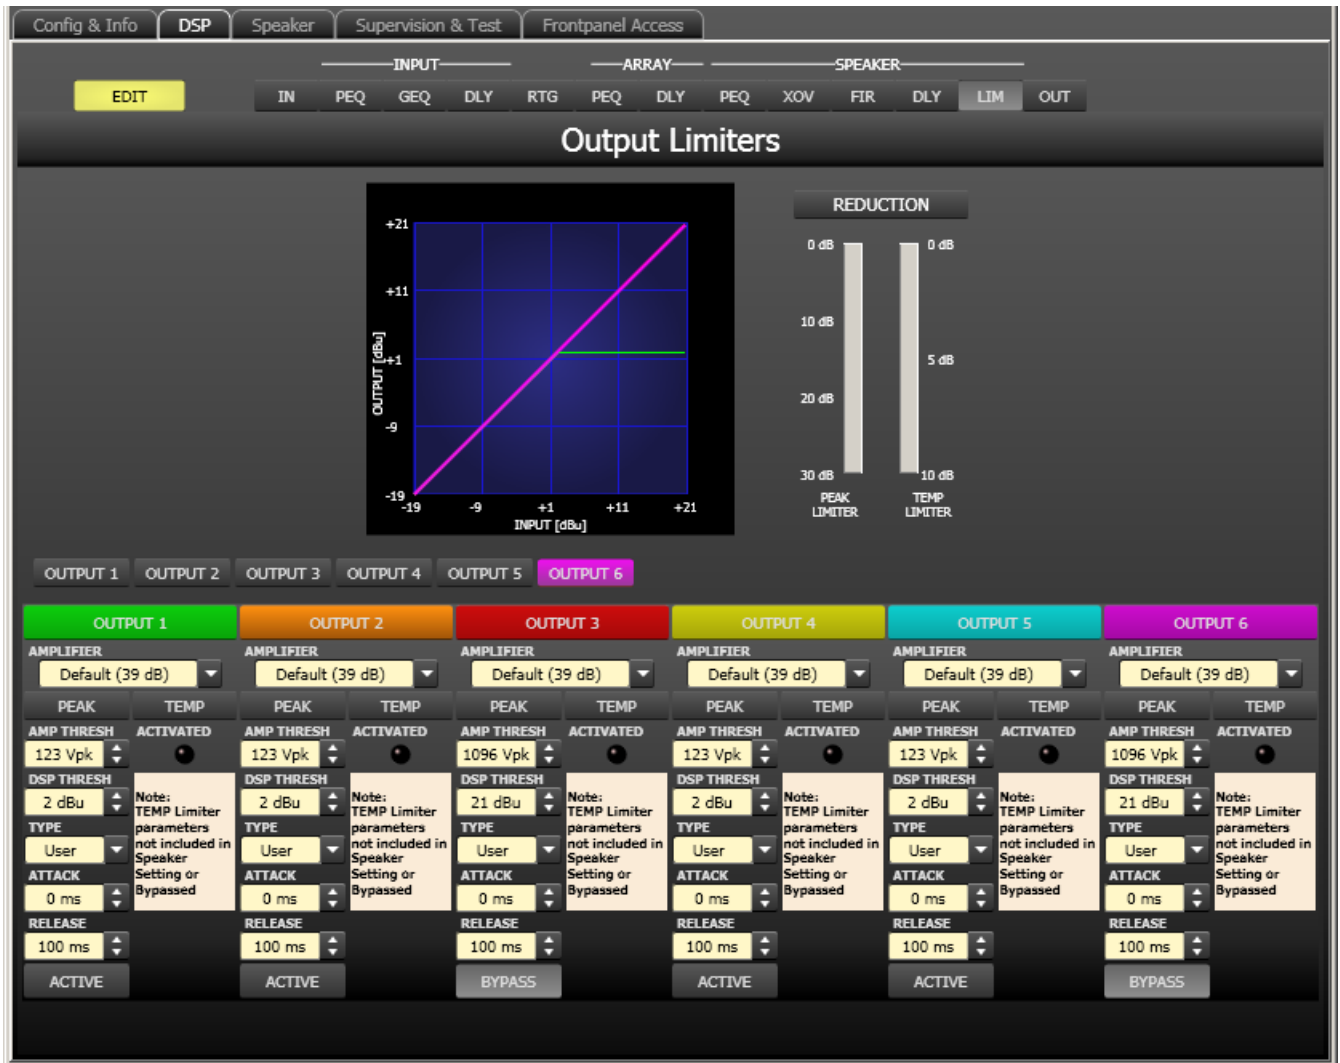 Config & Info DSP Speaker Supervision & Test Frontpanel Access
INPUT ARRAY SPEAKER
EDIT IN PEQ GEQ DLY RTG PEQ DLY PEQ XOV FIR DLY LIM OUT
Output Limiters
REDUCTION
+21
+11
+1
-9
-19
OUTPUT [dBu]
-19 -9 +1 +11 +21
INPUT [dBu]
0 dB
10 dB
20 dB
30 dB
PEAK
LIMITER
0 dB
5 dB
10 dB
TEMP
LIMITER
OUTPUT 1 OUTPUT 2 OUTPUT 3 OUTPUT 4 OUTPUT 5 OUTPUT 6
OUTPUT 1
AMPLIFIER
Default (39 dB)
PEAK TEMP
AMP THRESH ACTIVATED
123 Vpk
DSP THRESH
2 dBu
TYPE
User
ATTACK
0 ms
RELEASE
100 ms
ACTIVE
Note:
TEMP Limiter
parameters
not included in
Speaker
Setting or
Bypassed
OUTPUT 2
AMPLIFIER
Default (39 dB)
PEAK TEMP
AMP THRESH ACTIVATED
123 Vpk
DSP THRESH
2 dBu
TYPE
User
ATTACK
0 ms
RELEASE
100 ms
ACTIVE
Note:
TEMP Limiter
parameters
not included in
Speaker
Setting or
Bypassed
OUTPUT 3
AMPLIFIER
Default (39 dB)
PEAK TEMP
AMP THRESH ACTIVATED
1096 Vpk
DSP THRESH
21 dBu
TYPE
User
ATTACK
0 ms
RELEASE
100 ms
BYPASS
Note:
TEMP Limiter
parameters
not included in
Speaker
Setting or
Bypassed
OUTPUT 4
AMPLIFIER
Default (39 dB)
PEAK TEMP
AMP THRESH ACTIVATED
123 Vpk
DSP THRESH
2 dBu
TYPE
User
ATTACK
0 ms
RELEASE
100 ms
ACTIVE
Note:
TEMP Limiter
parameters
not included in
Speaker
Setting or
Bypassed
OUTPUT 5
AMPLIFIER
Default (39 dB)
PEAK TEMP
AMP THRESH ACTIVATED
123 Vpk
DSP THRESH
2 dBu
TYPE
User
ATTACK
0 ms
RELEASE
100 ms
ACTIVE
Note:
TEMP Limiter
parameters
not included in
Speaker
Setting or
Bypassed
OUTPUT 6
AMPLIFIER
Default (39 dB)
PEAK TEMP
AMP THRESH ACTIVATED
1096 Vpk
DSP THRESH
21 dBu
TYPE
User
ATTACK
0 ms
RELEASE
100 ms
BYPASS
Note:
TEMP Limiter
parameters
not included in
Speaker
Setting or
Bypassed